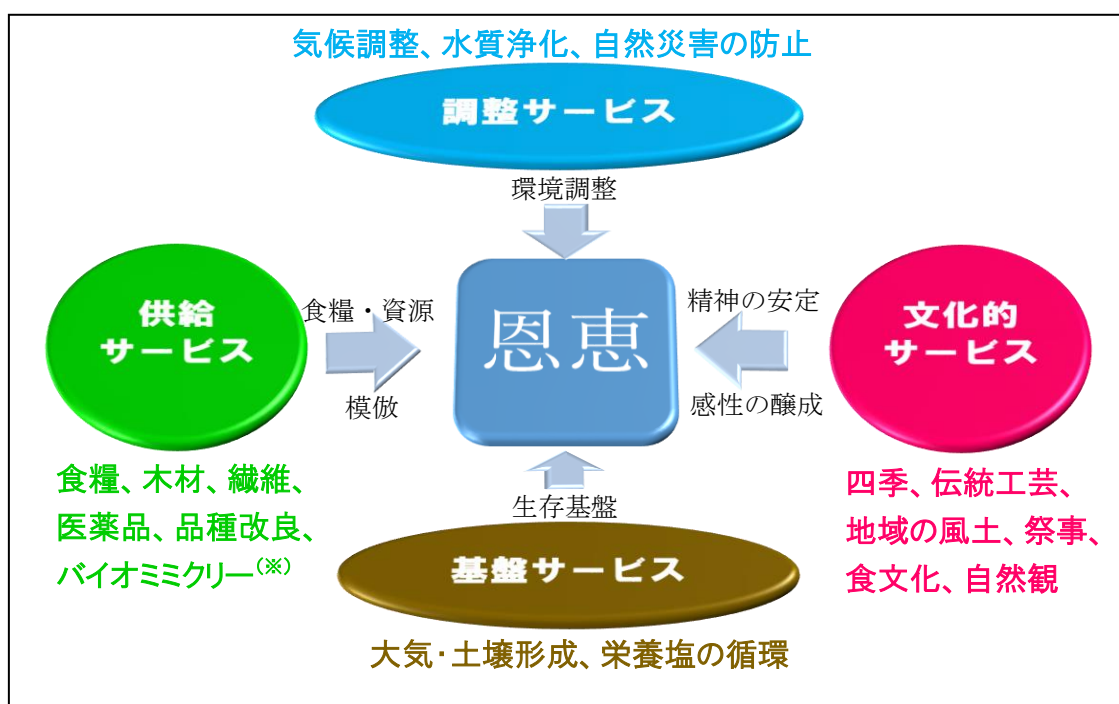 気候調整、水質浄化、自然災害の防止
調整サービス
環境調整
供給
サービス
食糧・資源
模倣
恩恵
精神の安定
感性の醸成
文化的
サービス
食糧、木材、繊維、
医薬品、品種改良、
バイオミミクリー(※)
生存基盤
基盤サービス
大気・土壌形成、栄養塩の循環
四季、伝統工芸、
地域の風土、祭事、
食文化、自然観